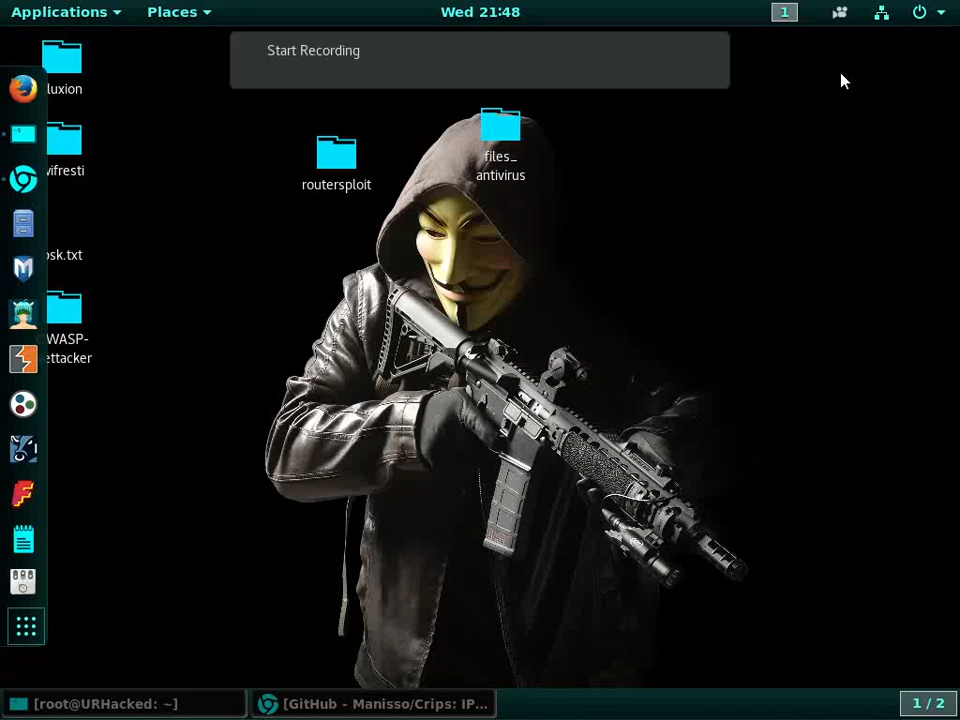 Applications
Places
Wed 21:48
1
Start Recording
luxion
routersploit
files_
antivirus
vifresti
osk.txt
WASP-
ettacker
[root@URHacked: ~]
[GitHub - Manisso/Crips: IP...
1 / 2